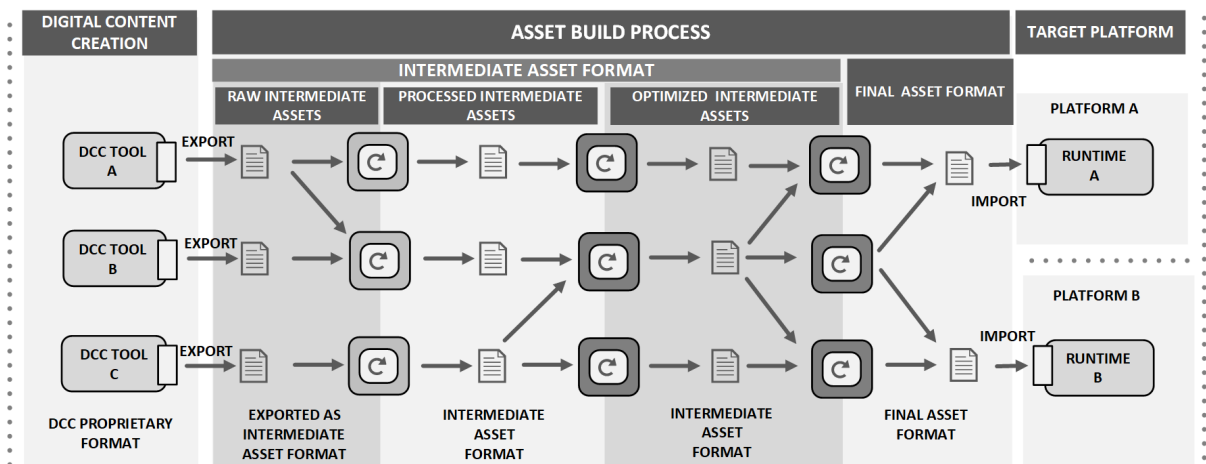 DIGITAL CONTENT
CREATION
ASSET BUILD PROCESS
TARGET PLATFORM
INTERMEDIATE ASSET FORMAT
FINAL ASSET FORMAT
RAW INTERMEDIATE
ASSETS
PROCESSED INTERMEDIATE
ASSETS
OPTIMIZED INTERMEDIATE
ASSETS
PLATFORM A
DCC TOOL
A
EXPORT
RUNTIME
A
IMPORT
DCC TOOL
B
EXPORT
PLATFORM B
DCC TOOL
C
EXPORT
IMPORT
RUNTIME
B
DCC PROPRIETARY
FORMAT
EXPORTED AS
INTERMEDIATE
ASSET FORMAT
INTERMEDIATE
ASSET
FORMAT
INTERMEDIATE
ASSET
FORMAT
FINAL ASSET
FORMAT